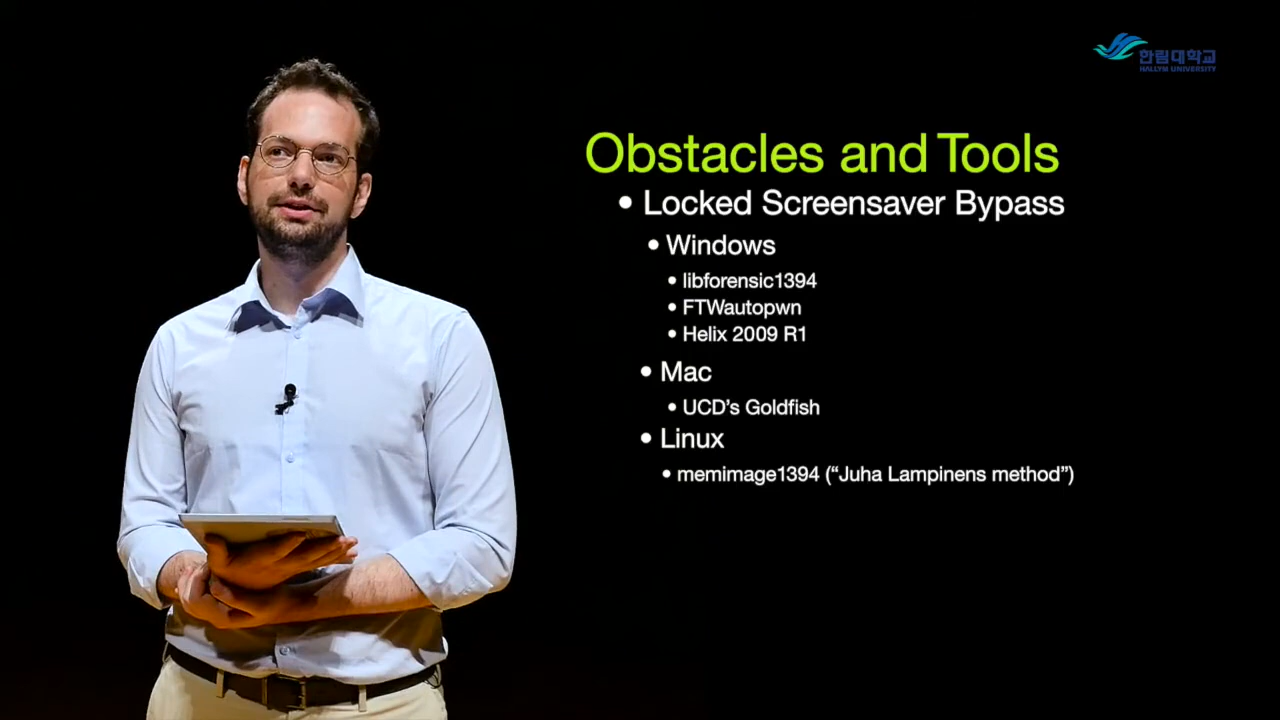 한림대학교
HALLYM UNIVERSITY
Obstacles and Tools
• Locked Screensaver Bypass
• Windows
• libforensic1394
• FTWautopwn
• Helix 2009 R1
• Mac
• UCD's Goldfish
• Linux
• memimage1394 (“Juha Lampinens method”)